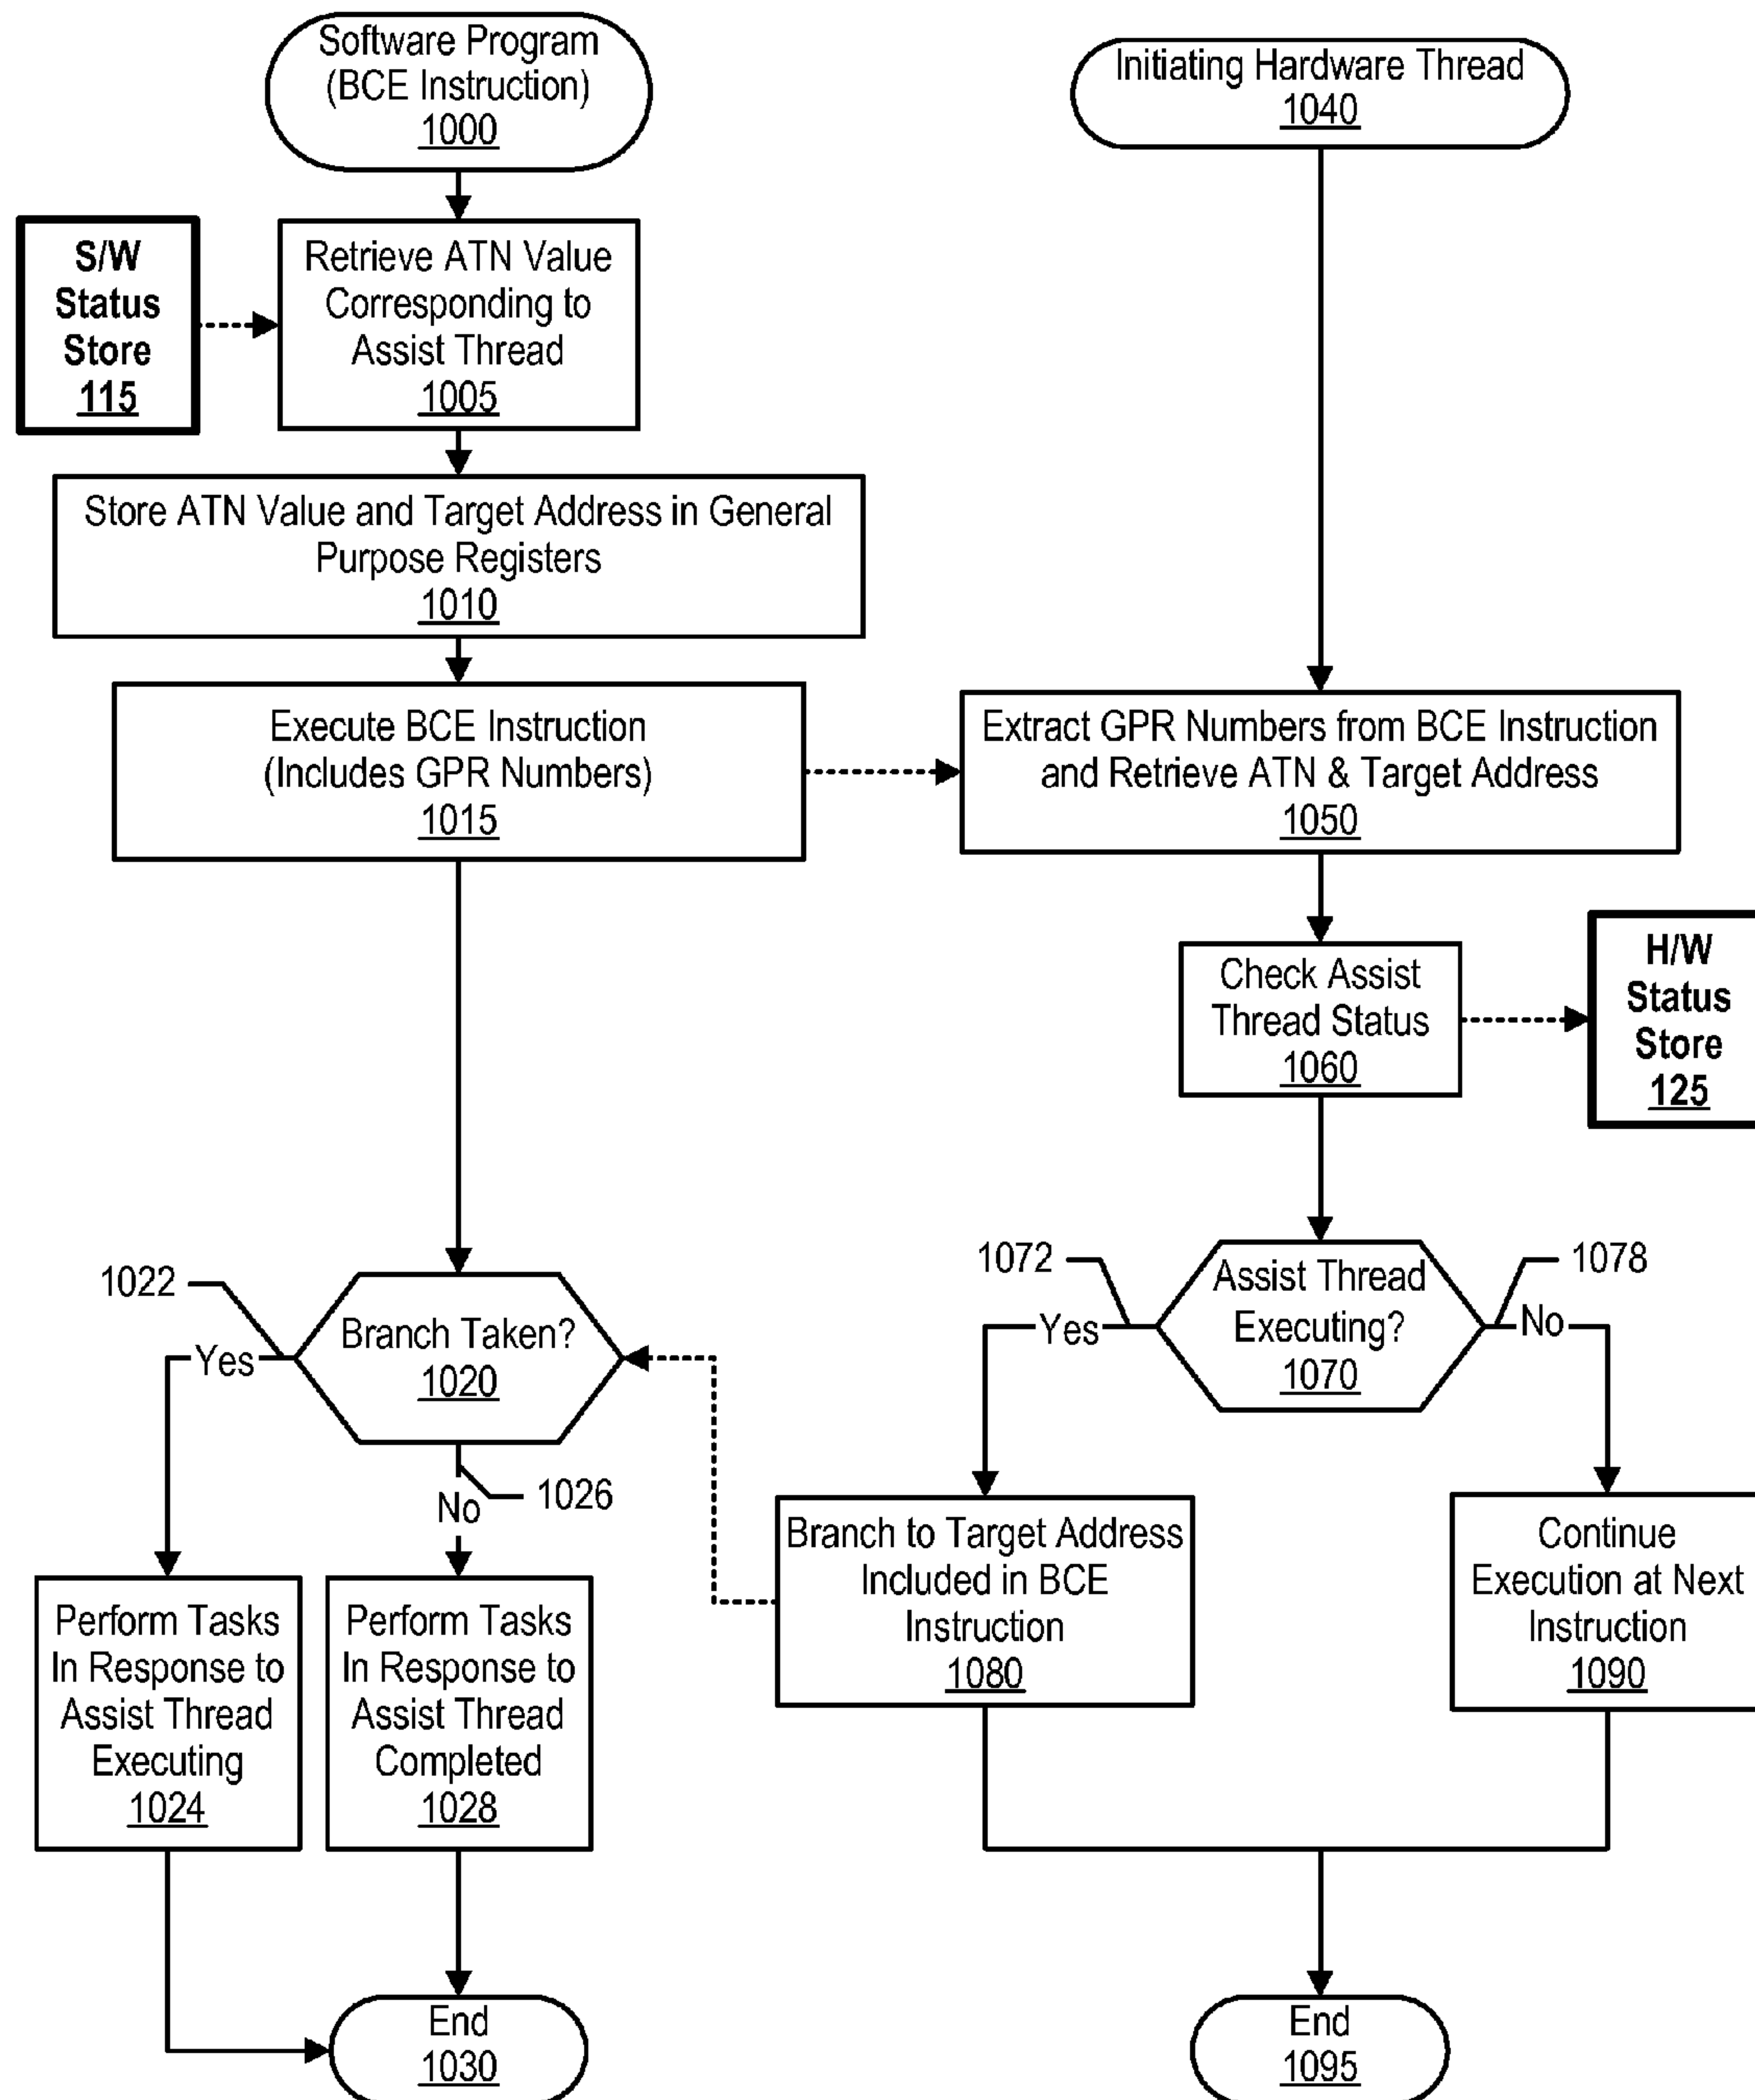 Software Program
(BCE Instruction)
1000
Initiating Hardware Thread
1040
S/W
Status
Store
115
Retrieve ATN Value
Corresponding to
Assist Thread
1005
Store ATN Value and Target Address in General
Purpose Registers
1010
Execute BCE Instruction
(Includes GPR Numbers)
1015
Extract GPR Numbers from BCE Instruction
and Retrieve ATN & Target Address
1050
Check Assist
Thread Status
1060
H/W
Status
Store
125
1022
Yes
Branch Taken?
1020
No
1026
1072
Yes
Assist Thread
Executing?
1070
1078
No
Perform Tasks
In Response to
Assist Thread
Executing
1024
Perform Tasks
In Response to
Assist Thread
Completed
1028
Branch to Target Address
Included in BCE
Instruction
1080
Continue
Execution at Next
Instruction
1090
End
1030
End
1095